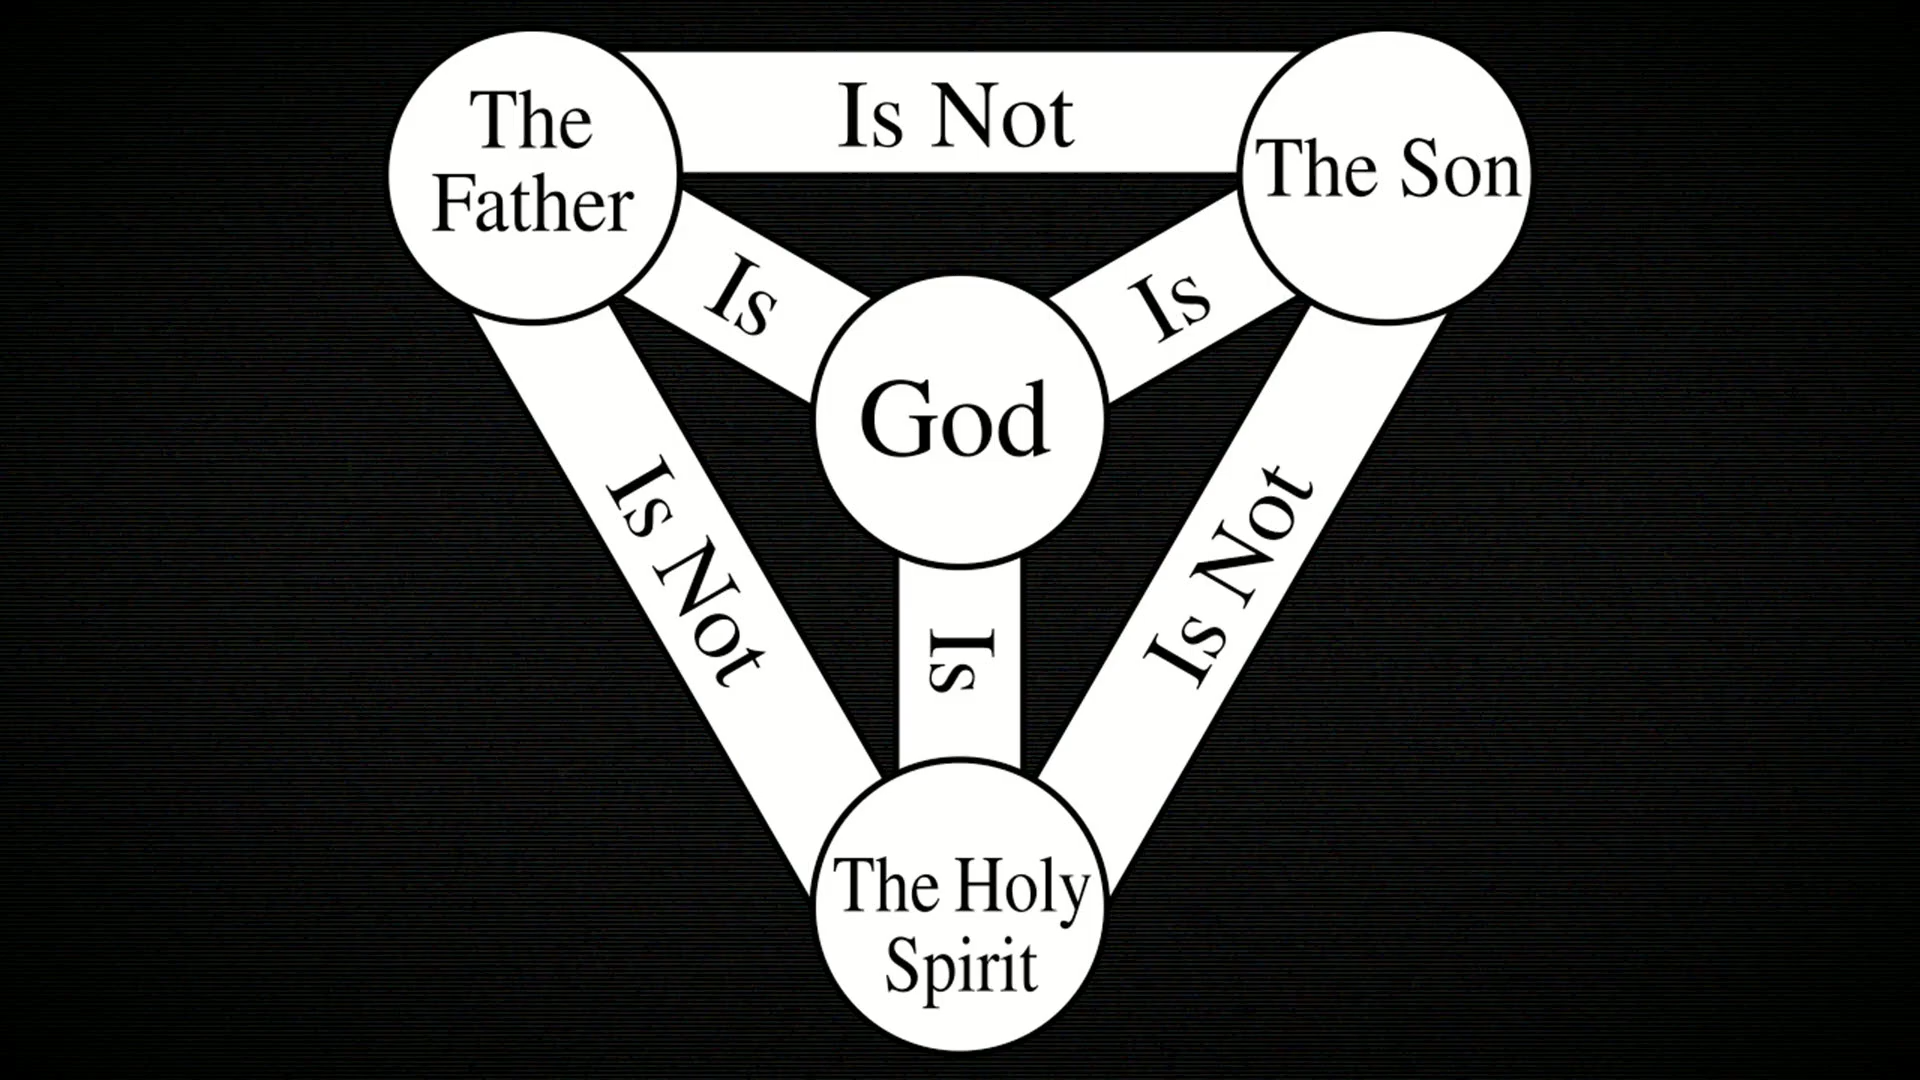 The
Father
Is Not
The Son
Is
Is
God
Is Not
Is
Is Not
The Holy
Spirit